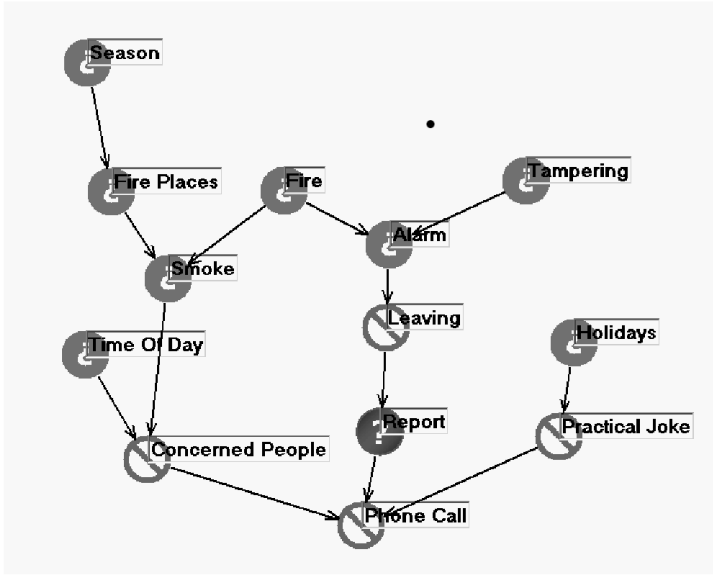 Season
Fire Places
Fire
Tampering
Alarm
Smoke
Leaving
Time Of Day
Holidays
Report
Practical Joke
Concerned People
Phone Call